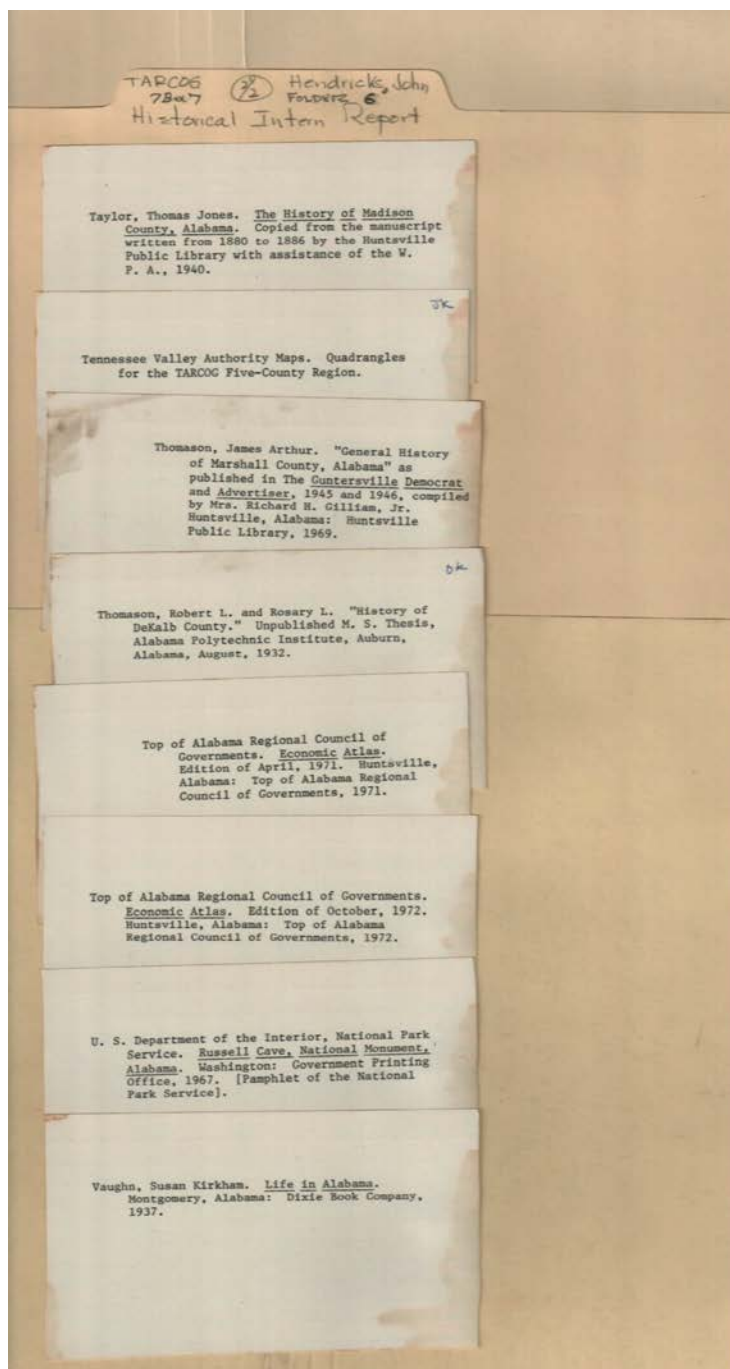 TARCOG Hendricks, John
7Ba7 FOLDER 6
Historical Intern Report
Taylor, Thomas Jones. The History of Madison
County, Alabama. Copied from the manuscript
written from 1880 to 1886 by the Huntsville
Public Library with assistance of the W.
P. A., 1940.
JK
Tennessee Valley Authority Maps. Quadrangles
for the TARCOG Five-County Region.
Thomason, James Arthur. "General History
of Marshall County, Alabama" as
published in The Guntersville Democrat
and Advertiser, 1945 and 1946, compiled
by Mrs. Richard H. Gilliam, Jr.
Huntsville, Alabama: Huntsville
Public Library, 1969.
Thomason, Robert L. and Rosary L. "History of
DeKalb County." Unpublished M. S. Thesis,
Alabama Polytechnic Institute, Auburn,
Alabama, August, 1932.
Top of Alabama Regional Council of
Governments. Economic Atlas.
Edition of April, 1971. Huntsville,
Alabama: Top of Alabama Regional
Council of Governments, 1971.
Top of Alabama Regional Council of Governments.
Economic Atlas. Edition of October, 1972.
Huntsville, Alabama: Top of Alabama
Regional Council of Governments, 1972.
U. S. Department of the Interior, National Park
Service. Russell Cave, National Monument,
Alabama. Washington: Government Printing
Office, 1967. [Pamphlet of the National
Park Service].
Vaughn, Susan Kirkham. Life in Alabama.
Montgomery, Alabama: Dixie Book Company,
1937.